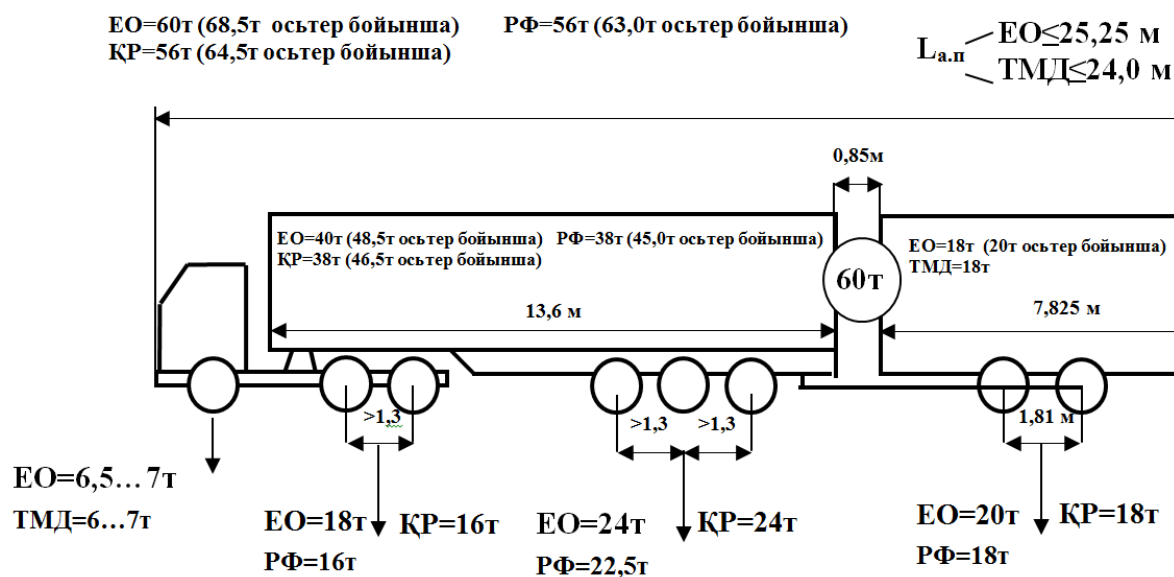 ЕО=60т (68,5т осьтер бойынша) РФ=56т (63,0т осьтер бойынша)
ҚР=56т (64,5т осьтер бойынша)
Lа.п ЕО≤25,25 м
ТМД≤24,0 м
0,85м
ЕО=40т (48,5т осьтер бойынша) РФ=38т (45,0т осьтер бойынша)
ҚР=38т (46,5т осьтер бойынша)
60т
ЕО=18т (20т осьтер бойынша)
ТМД=18т
13,6 м
7,825 м
>1,3
>1,3
>1,3
1,81 м
ЕО=6,5…7т
ТМД=6…7т
ЕО=18т
ҚР=16т
РФ=16т
ЕО=24т
ҚР=24т
РФ=22,5т
ЕО=20т
ҚР=18т
РФ=18т